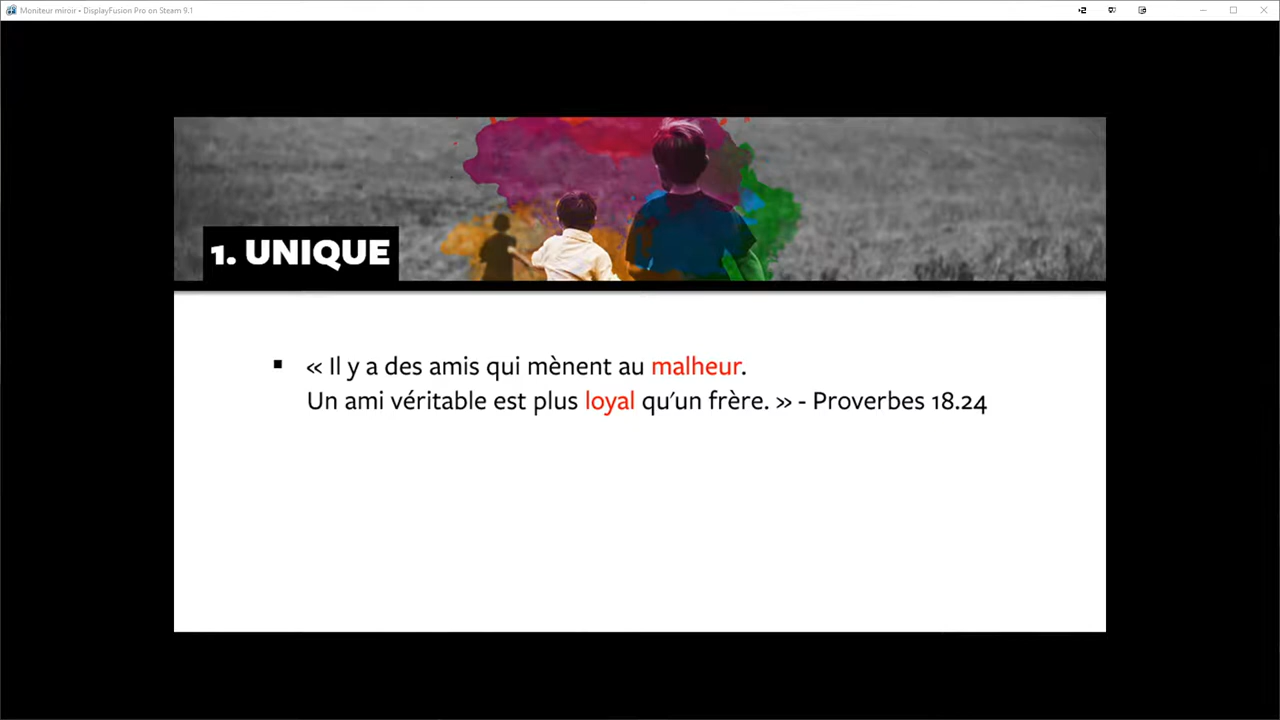 Moniteur miroir • DisplayFusion Pro on Steam 9.1
1. UNIQUE
▪ « Il y a des amis qui mènent au malheur.
Un ami véritable est plus loyal qu'un frère. » - Proverbes 18.24